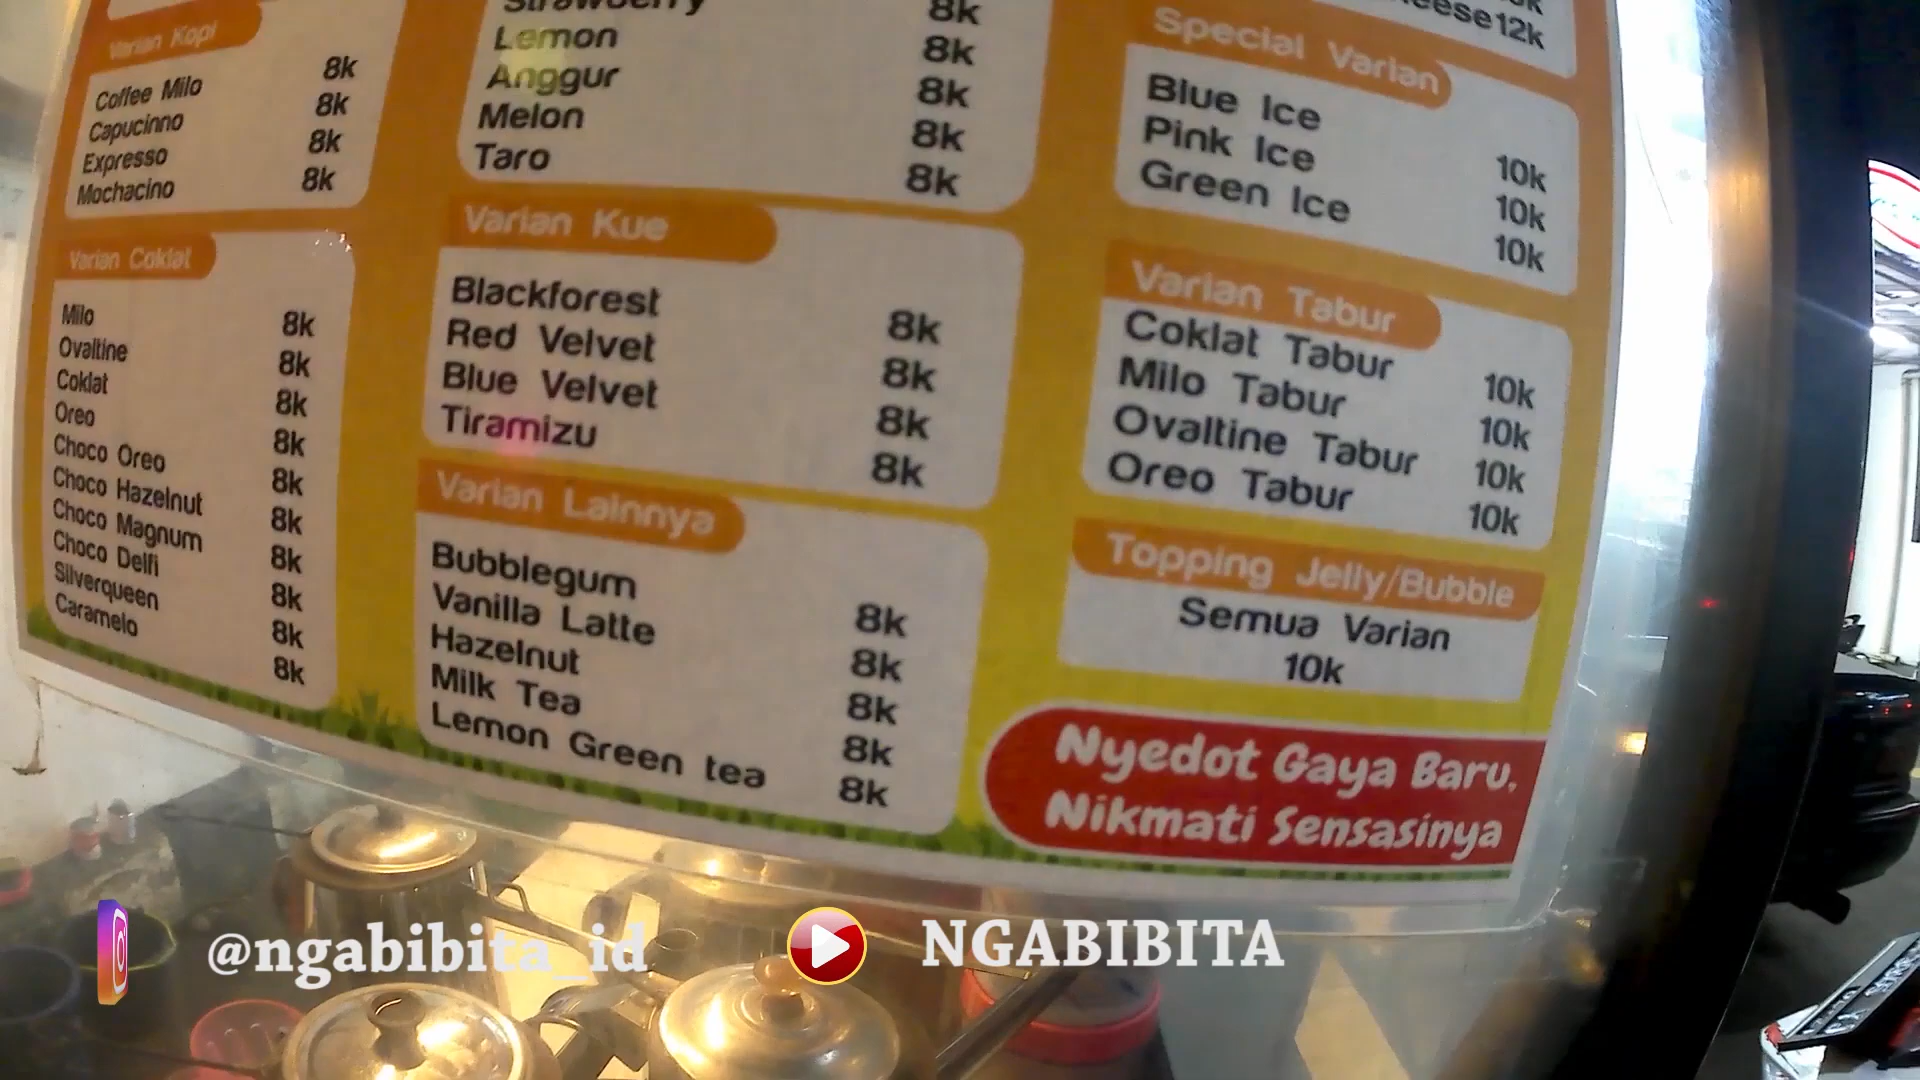 Varian Kopi
Coffee Milo 8k
Capucinno 8k
Expresso 8k
Mochacino 8k
Varian Coklat
Milo 8k
Ovaltine 8k
Coklat 8k
Oreo 8k
Choco Oreo 8k
Choco Hazelnut 8k
Choco Magnum 8k
Choco Delfi 8k
Silverqueen 8k
Caramelo 8k
Strawberry 8k
Lemon 8k
Anggur 8k
Melon 8k
Taro 8k
Varian Kue
Blackforest 8k
Red Velvet 8k
Blue Velvet 8k
Tiramizu 8k
Varian Lainnya
Bubblegum 8k
Vanilla Latte 8k
Hazelnut 8k
Milk Tea 8k
Lemon Green tea 8k
12k
Special Varian
Blue Ice 10k
Pink Ice 10k
Green Ice 10k
Varian Tabur
Coklat Tabur 10k
Milo Tabur 10k
Ovaltine Tabur 10k
Oreo Tabur 10k
Topping Jelly/Bubble
Semua Varian
10k
Nyedot Gaya Baru,
Nikmati Sensasinya
@ngabibita_id
NGABIBITA